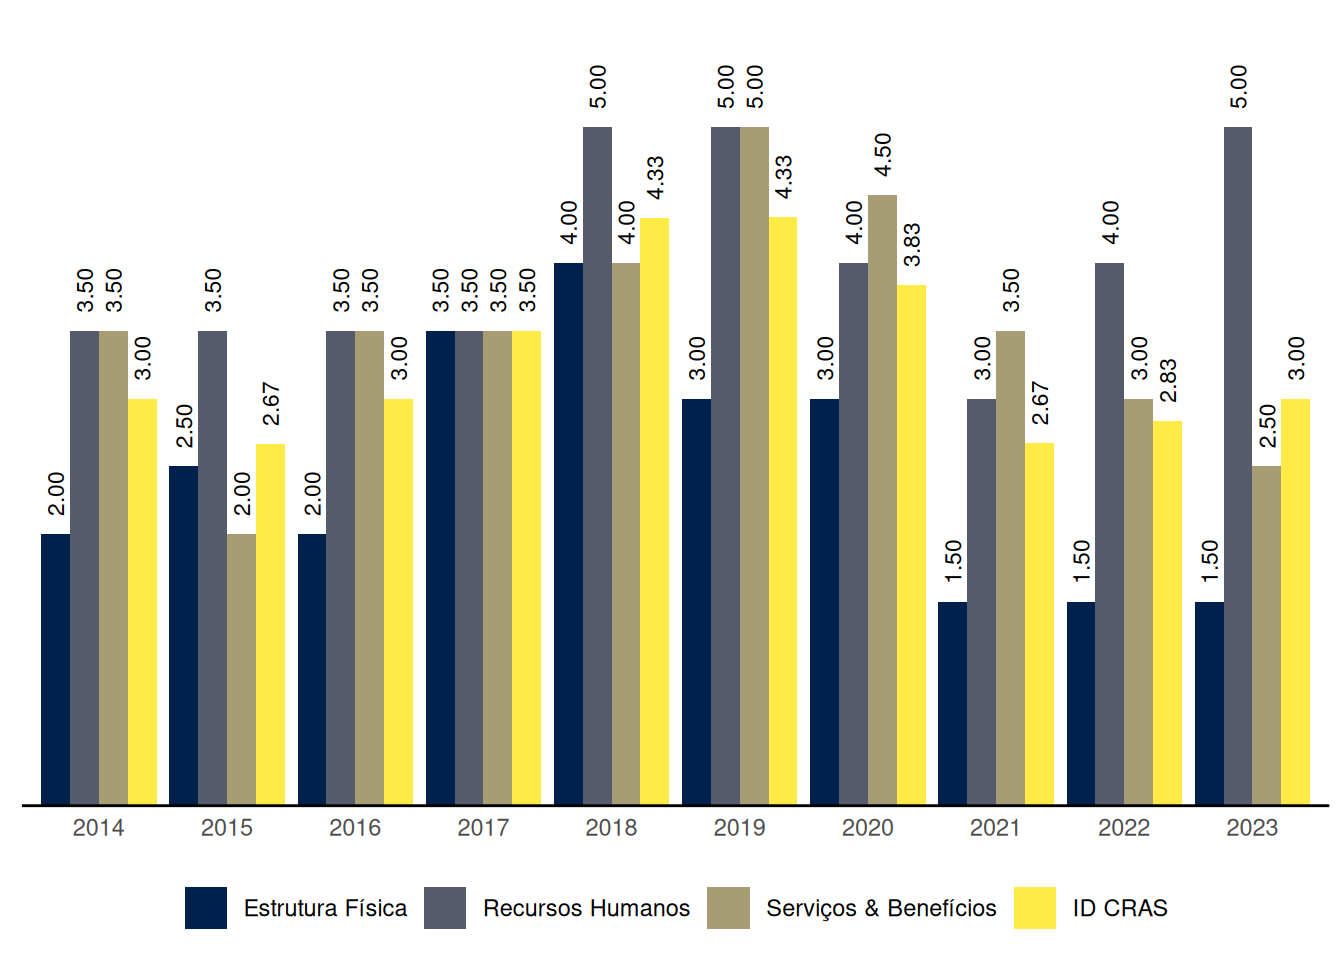 2.00 3.50 3.50 3.00
2.50 3.50 2.00 2.67
2.00 3.50 3.50 3.00
3.50 3.50 3.50 3.50
4.00 5.00 4.00 4.33
3.00 5.00 5.00 4.33
3.00 4.00 4.50 3.83
1.50 3.00 3.50 2.67
1.50 4.00 3.00 2.83
1.50 5.00 2.50 3.00
2014 2015 2016 2017 2018 2019 2020 2021 2022 2023
Estrutura Física Recursos Humanos Serviços & Benefícios ID CRAS